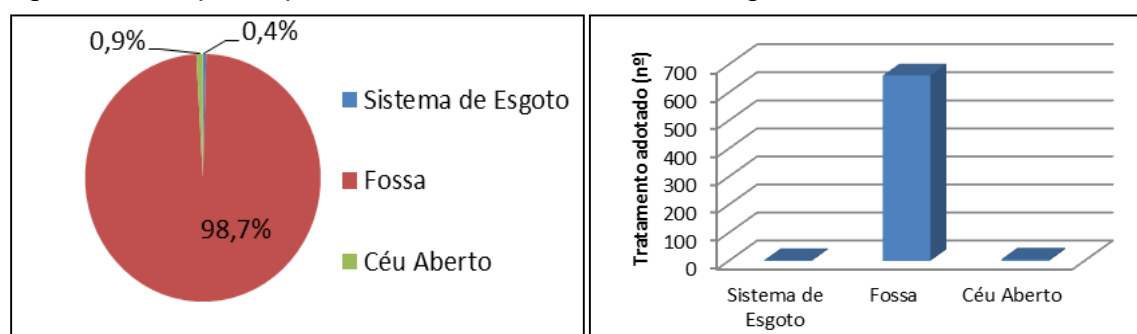 0,9%
0,4%
Sistema de Esgoto
Fossa
98,7%
Céu Aberto
Tratamento adotado (nº)
700
600
500
400
300
200
100
0
Sistema de
Esgoto
Fossa
Céu Aberto